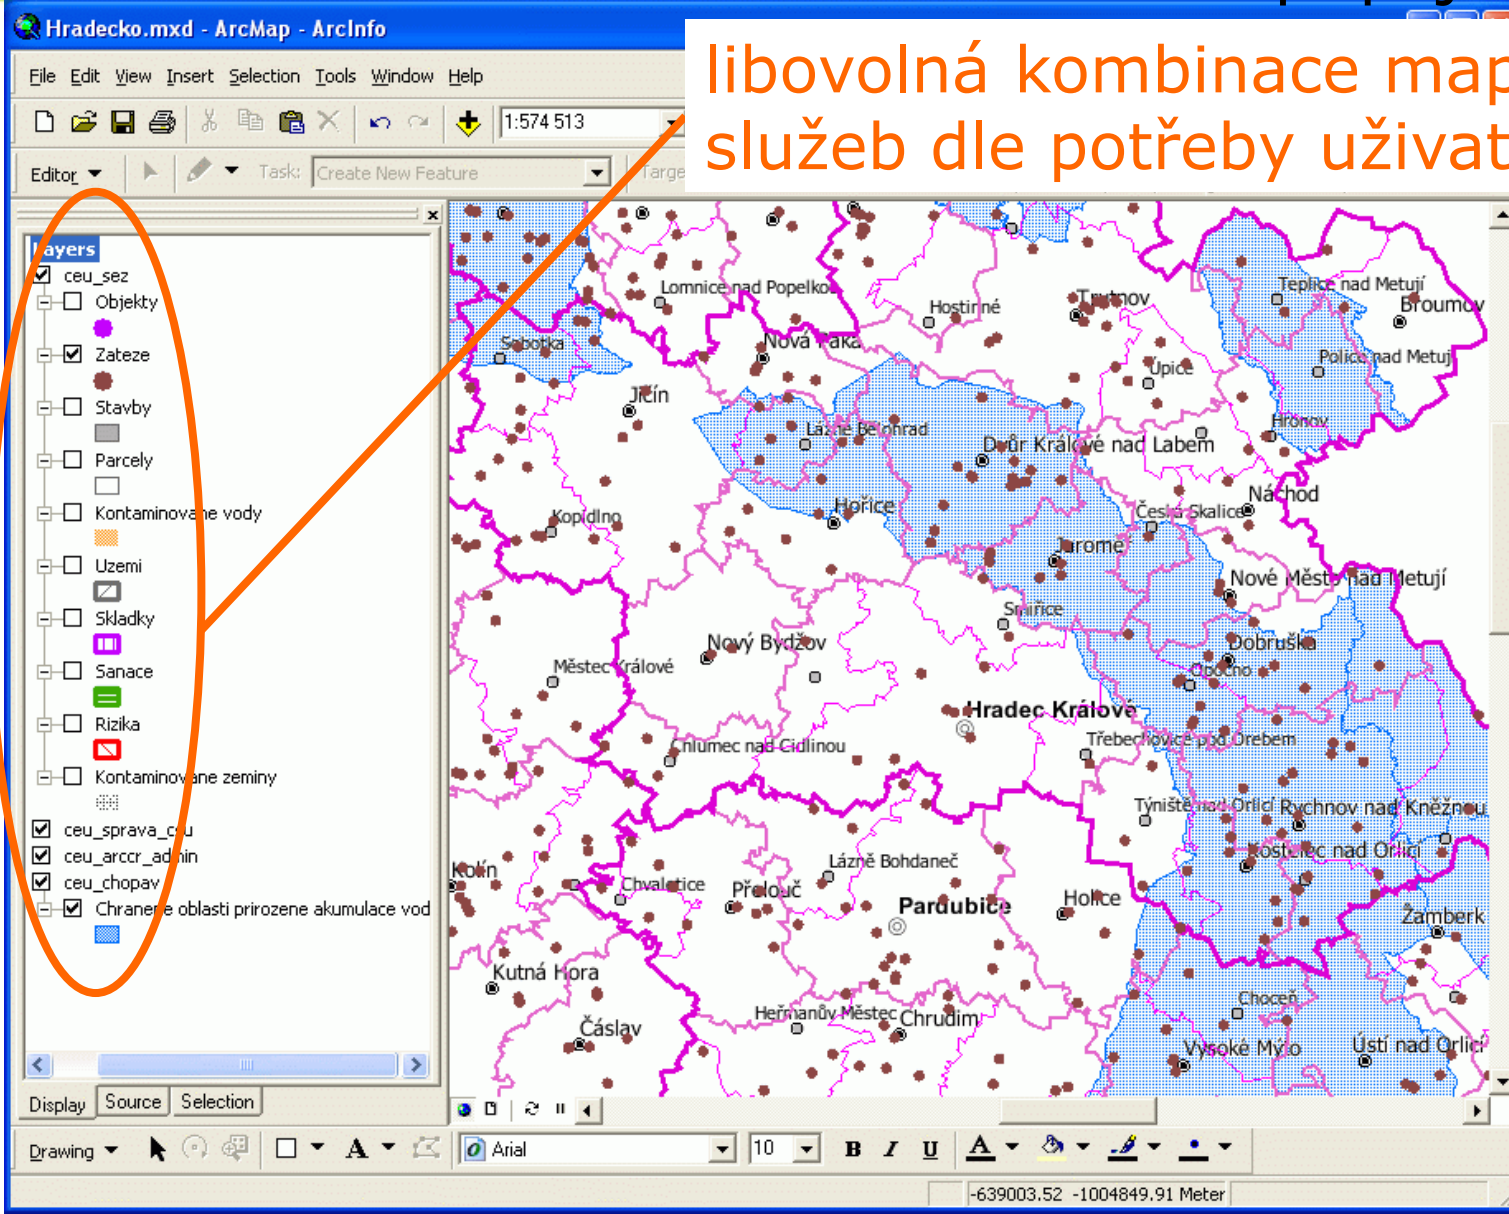 Hradecko.mxd - ArcMap - ArcInfo
libovolná kombinace map
služeb dle potřeby uživat
File Edit View Insert Selection Tools Window Help
1:574 513
Editor Task: Create New Feature Targe
Layers
ceu_sez
Objekty
Zateze
Stavby
Parcely
Kontaminovane vody
Uzemi
Skladky
Sanace
Rizika
Kontaminovane zeminy
ceu_sprava_csu
ceu_arccr_admin
ceu_chopav
Chranene oblasti prirozene akumulace vod
Lomnice nad Popelkou
Hostinné
Trutnov
Teplice nad Metují
Broumov
Sobotka
Nová Paka
Úpice
Police nad Metují
Jičín
Lázně Bělohrad
Dvůr Králové nad Labem
Hronov
Kopidlno
Hořice
Česká Skalice
Náchod
Jaroměř
Nové Město nad Metují
Smiřice
Nový Bydžov
Dobruška
Městec Králové
Opočno
Hradec Králové
Chlumec nad Cidlinou
Třebechovice pod Orebem
Týniště nad Orlicí
Rychnov nad Kněžnou
Kostelec nad Orlicí
Kolín
Chvaletice
Přelouč
Lázně Bohdaneč
Pardubice
Holice
Žamberk
Kutná Hora
Čáslav
Heřmanův Městec
Chrudim
Choceň
Vysoké Mýto
Ústí nad Orlicí
Display Source Selection
Drawing A Arial 10 B I U A
-639003.52 -1004849.91 Meter